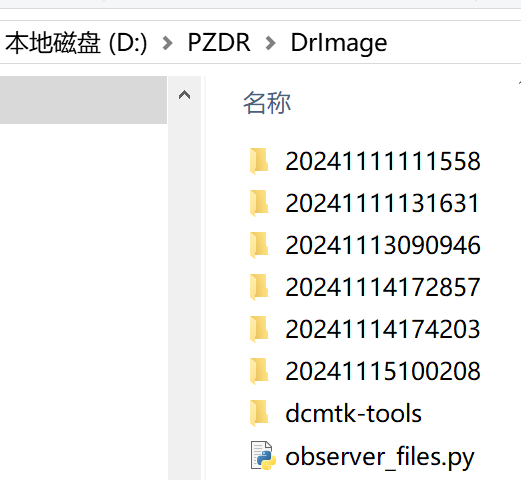 本地磁盘 (D:) > PZDR > DrImage
名称
20241111111558
20241111131631
20241113090946
20241114172857
20241114174203
20241115100208
dcmtk-tools
observer_files.py